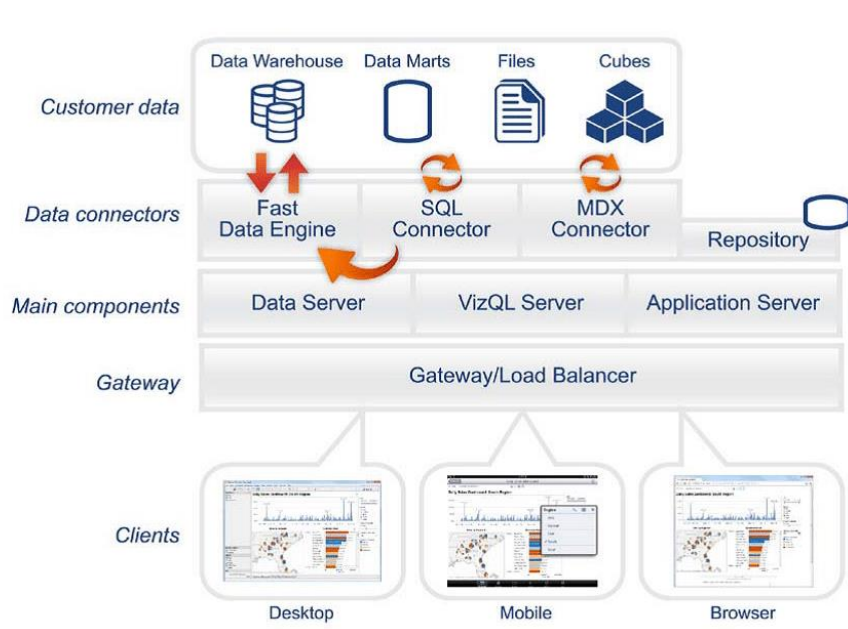 Data Warehouse
Data Marts
Files
Cubes
Customer data
Data connectors
Fast
Data Engine
SQL
Connector
MDX
Connector
Repository
Main components
Data Server
VizQL Server
Application Server
Gateway
Gateway/Load Balancer
Clients
Desktop
Mobile
Browser